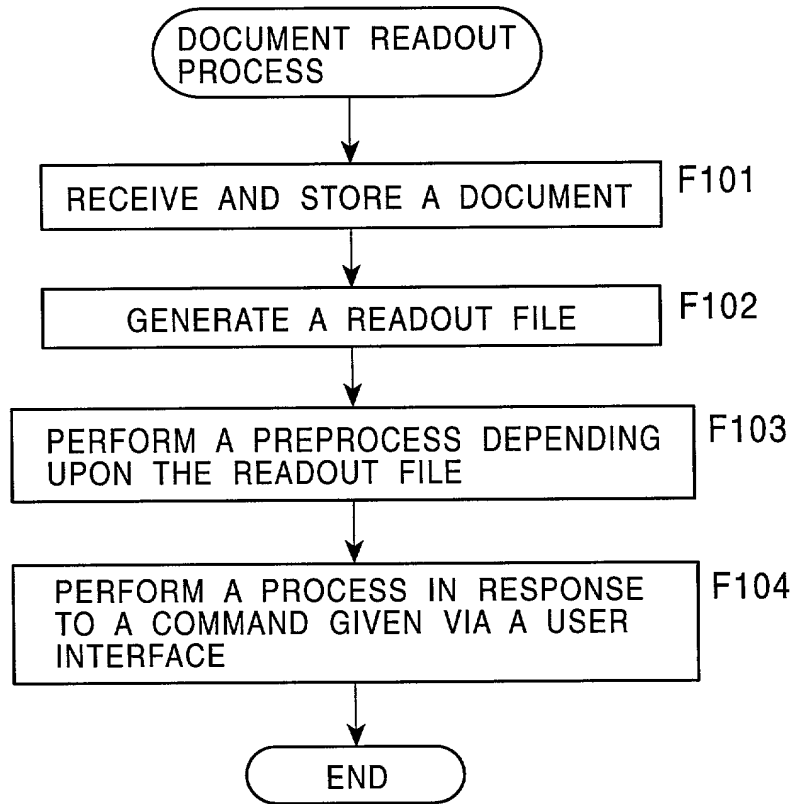 DOCUMENT READOUT
PROCESS
RECEIVE AND STORE A DOCUMENT
F101
GENERATE A READOUT FILE
F102
PERFORM A PREPROCESS DEPENDING
UPON THE READOUT FILE
F103
PERFORM A PROCESS IN RESPONSE
TO A COMMAND GIVEN VIA A USER
INTERFACE
F104
END